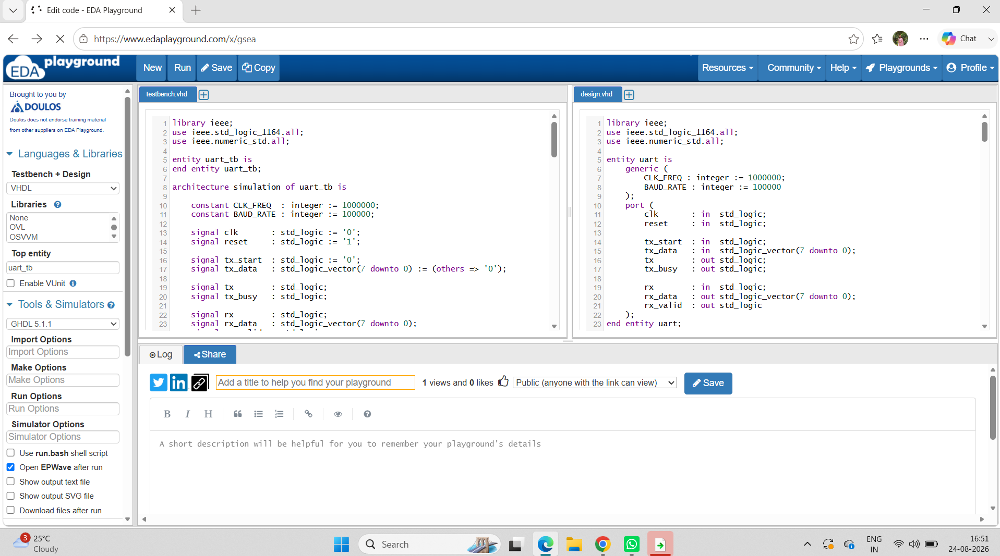 Edit code - EDA Playground
https://www.edaplayground.com/x/gsea
Chat
EDA playground
New
Run
Save
Copy
Resources
Community
Help
Playgrounds
Profile
Brought to you by
DOULOS
Doulos does not endorse training material
from other suppliers on EDA Playground.
Languages & Libraries
Testbench + Design
VHDL
Libraries
None
OVL
OSVVM
Top entity
uart_tb
Enable VUnit
Tools & Simulators
GHDL 5.1.1
Import Options
Import Options
Make Options
Make Options
Run Options
Run Options
Simulator Options
Simulator Options
Use run.bash shell script
Open EPWave after run
Show output text file
Show output SVG file
Download files after run
testbench.vhd
1 library ieee;
2 use ieee.std_logic_1164.all;
3 use ieee.numeric_std.all;
4
5 entity uart_tb is
6 end entity uart_tb;
7
8 architecture simulation of uart_tb is
9
10     constant CLK_FREQ  : integer := 1000000;
11     constant BAUD_RATE : integer := 100000;
12
13     signal clk       : std_logic := '0';
14     signal reset     : std_logic := '1';
15
16     signal tx_start  : std_logic := '0';
17     signal tx_data   : std_logic_vector(7 downto 0) := (others => '0');
18
19     signal tx        : std_logic;
20     signal tx_busy   : std_logic;
21
22     signal rx        : std_logic;
23     signal rx_data   : std_logic_vector(7 downto 0);
design.vhd
1 library ieee;
2 use ieee.std_logic_1164.all;
3 use ieee.numeric_std.all;
4
5 entity uart is
6     generic (
7         CLK_FREQ : integer := 1000000;
8         BAUD_RATE : integer := 100000
9     );
10     port (
11         clk       : in  std_logic;
12         reset     : in  std_logic;
13
14         tx_start  : in  std_logic;
15         tx_data   : in  std_logic_vector(7 downto 0);
16         tx        : out std_logic;
17         tx_busy   : out std_logic;
18
19         rx        : in  std_logic;
20         rx_data   : out std_logic_vector(7 downto 0);
21         rx_valid  : out std_logic
22     );
23 end entity uart;
Log
Share
Add a title to help you find your playground
1 views and 0 likes
Public (anyone with the link can view)
Save
B I H
A short description will be helpful for you to remember your playground's details
3
25°C
Cloudy
Search
ENG
IN
16:51
24-08-2026